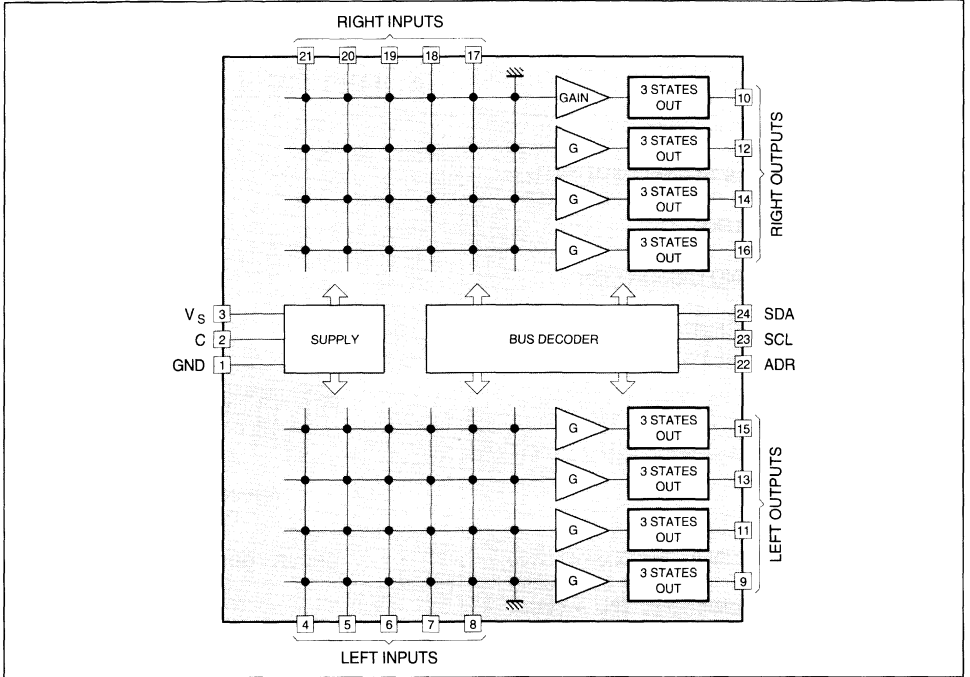 RIGHT INPUTS
21 20 19 18 17
GAIN
3 STATES
OUT
10
G
3 STATES
OUT
12
G
3 STATES
OUT
14
G
3 STATES
OUT
16
RIGHT OUTPUTS
VS 3
C 2
GND 1
SUPPLY
BUS DECODER
24 SDA
23 SCL
22 ADR
G
3 STATES
OUT
15
G
3 STATES
OUT
13
G
3 STATES
OUT
11
G
3 STATES
OUT
9
LEFT OUTPUTS
4 5 6 7 8
LEFT INPUTS